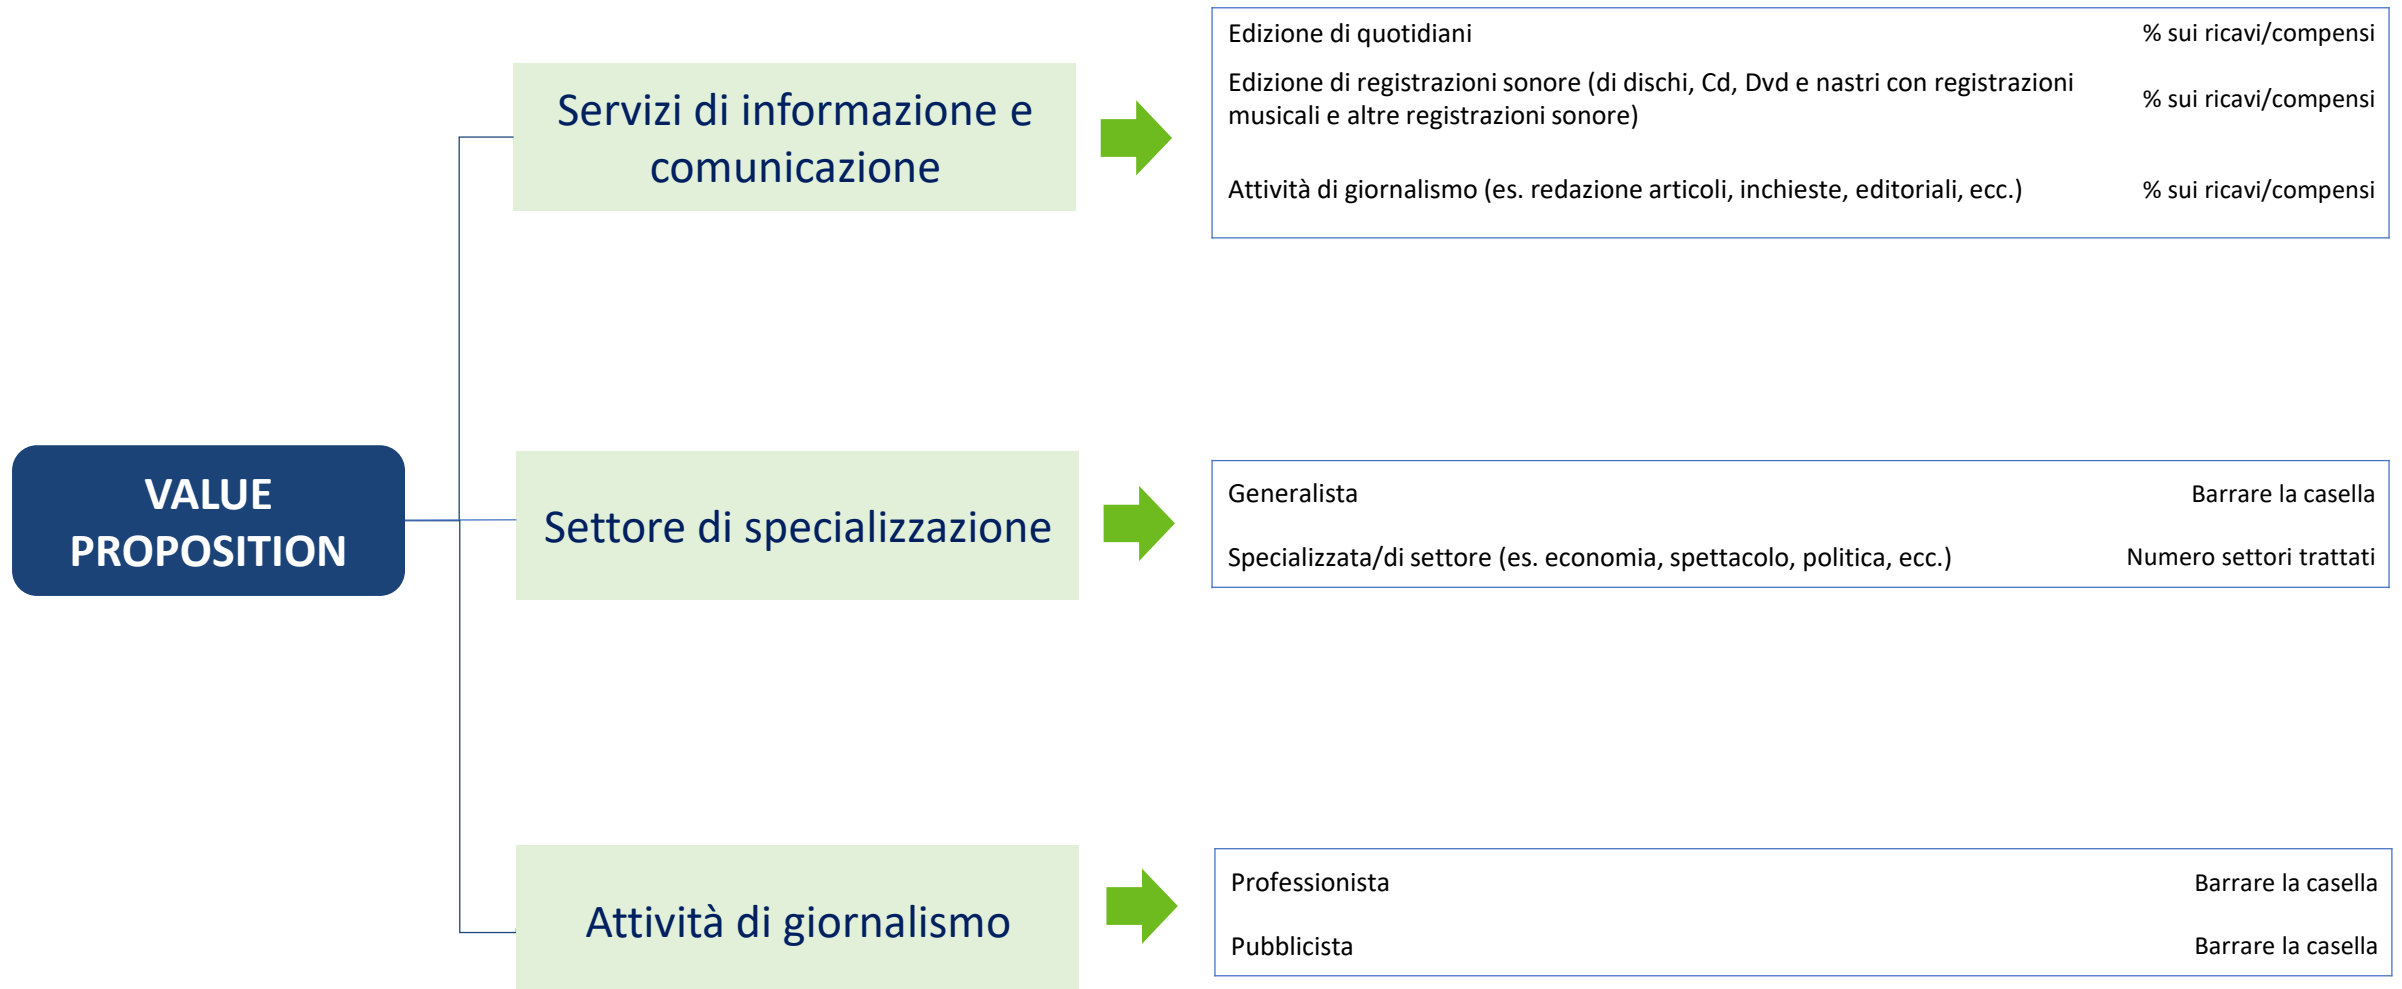 Edizione di quotidiani % sui ricavi/compensi
Edizione di registrazioni sonore (di dischi, Cd, Dvd e nastri con registrazioni
musicali e altre registrazioni sonore) % sui ricavi/compensi
Attività di giornalismo (es. redazione articoli, inchieste, editoriali, ecc.) % sui ricavi/compensi
Servizi di informazione e
comunicazione
VALUE
PROPOSITION
Settore di specializzazione
Generalista Barrare la casella
Specializzata/di settore (es. economia, spettacolo, politica, ecc.) Numero settori trattati
Attività di giornalismo
Professionista Barrare la casella
Pubblicista Barrare la casella